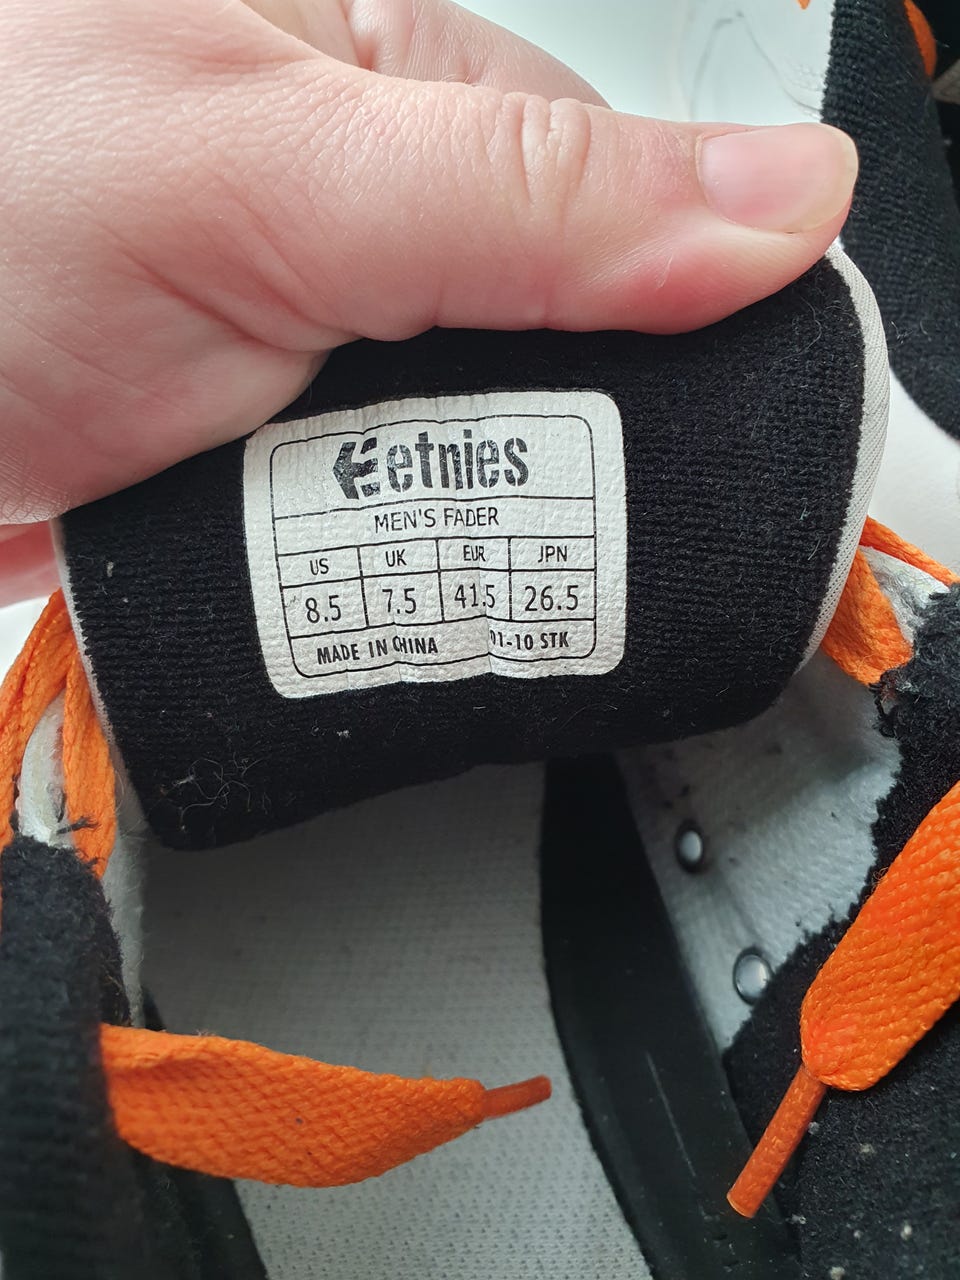 etnies
MEN'S FADER
US UK EUR JPN
8.5 7.5 41.5 26.5
MADE IN CHINA 01-10 STK